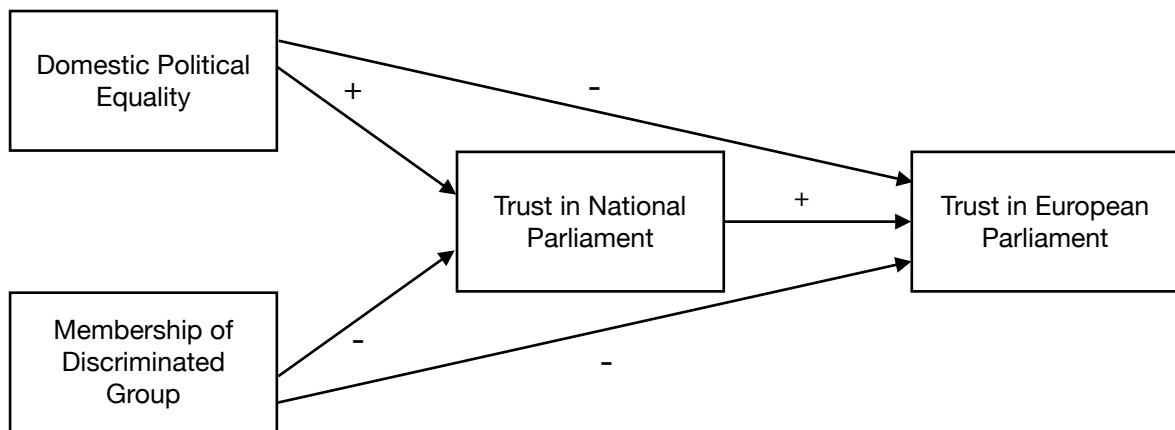 Domestic Political
Equality
+
-
Trust in National
Parliament
+
Trust in European
Parliament
Membership of
Discriminated
Group
-
-